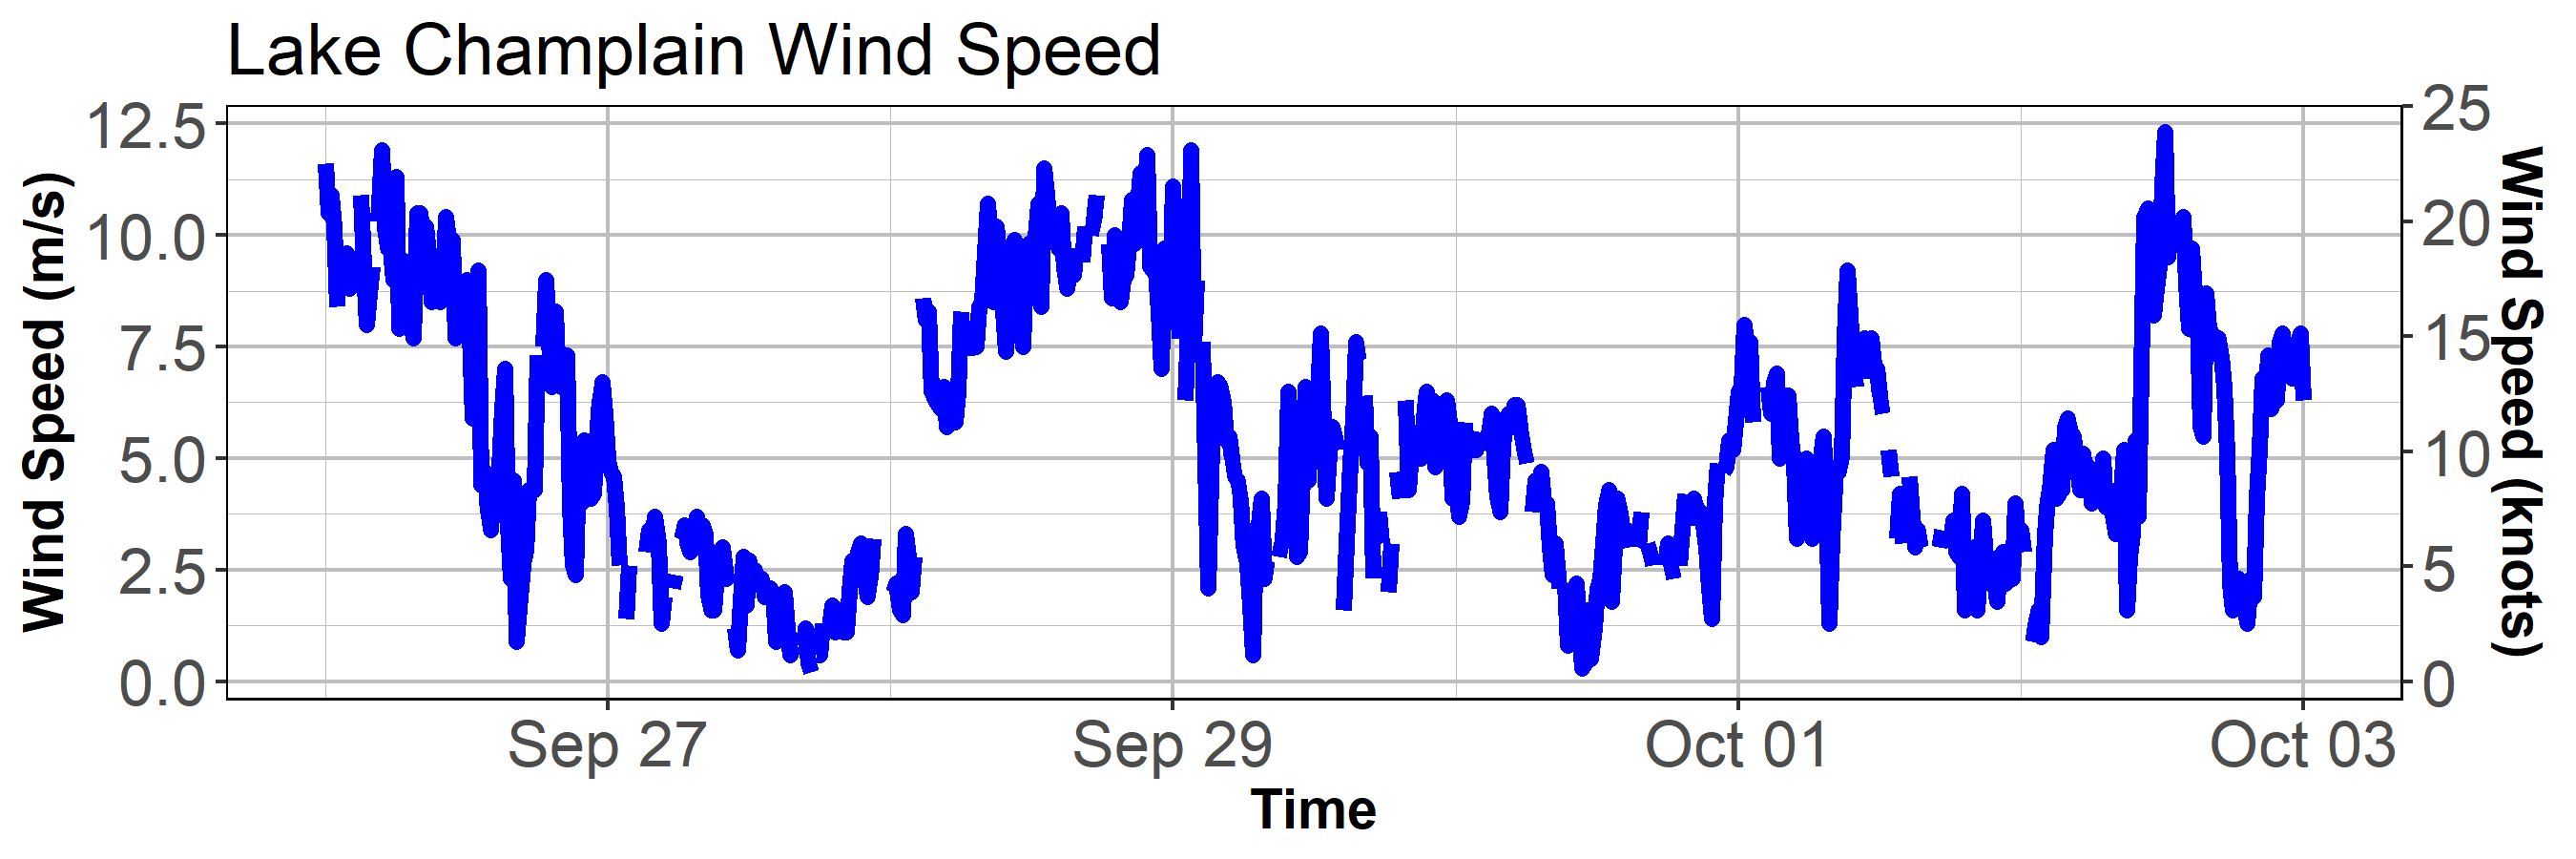 Lake Champlain Wind Speed
Wind Speed (m/s)
12.5
10.0
7.5
5.0
2.5
0.0
25
20
15
10
5
0
Wind Speed (knots)
Sep 27
Sep 29
Oct 01
Oct 03
Time